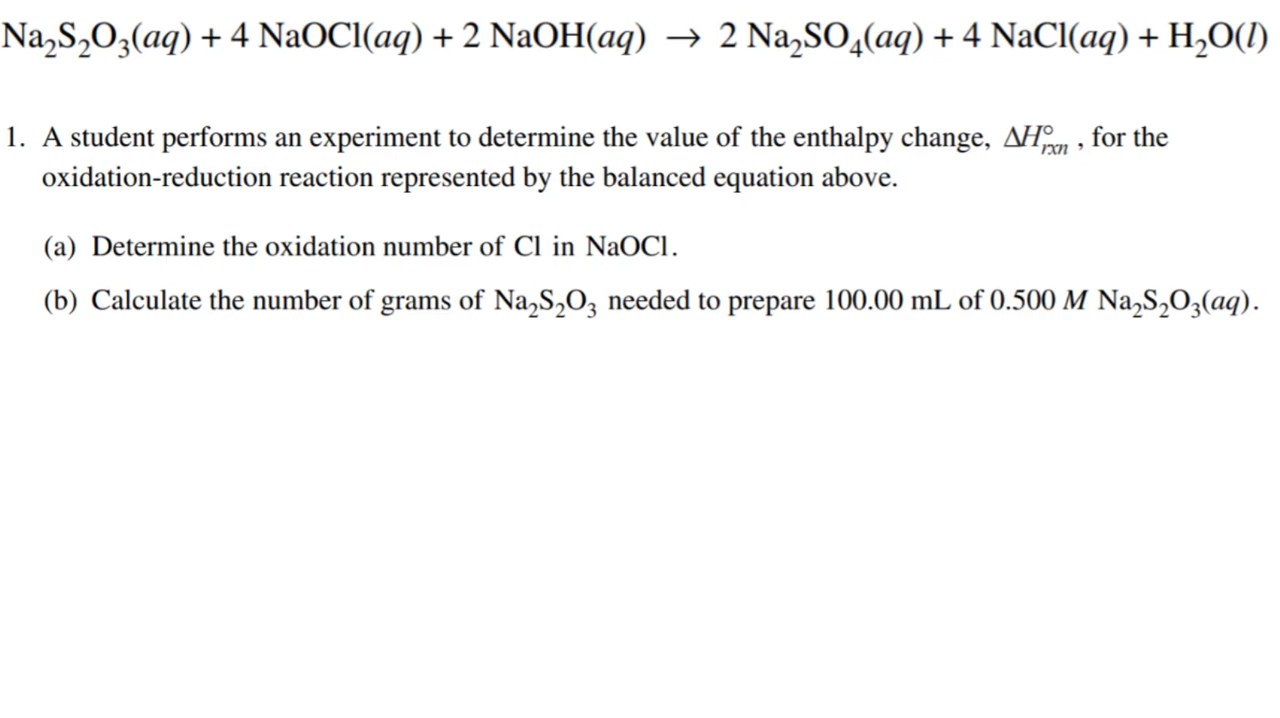 Na₂S₂O₃(aq) + 4 NaOCl(aq) + 2 NaOH(aq) → 2 Na₂SO₄(aq) + 4 NaCl(aq) + H₂O(l)
1. A student performs an experiment to determine the value of the enthalpy change, ΔH°rxn , for the
oxidation-reduction reaction represented by the balanced equation above.
(a) Determine the oxidation number of Cl in NaOCl.
(b) Calculate the number of grams of Na₂S₂O₃ needed to prepare 100.00 mL of 0.500 M Na₂S₂O₃(aq).